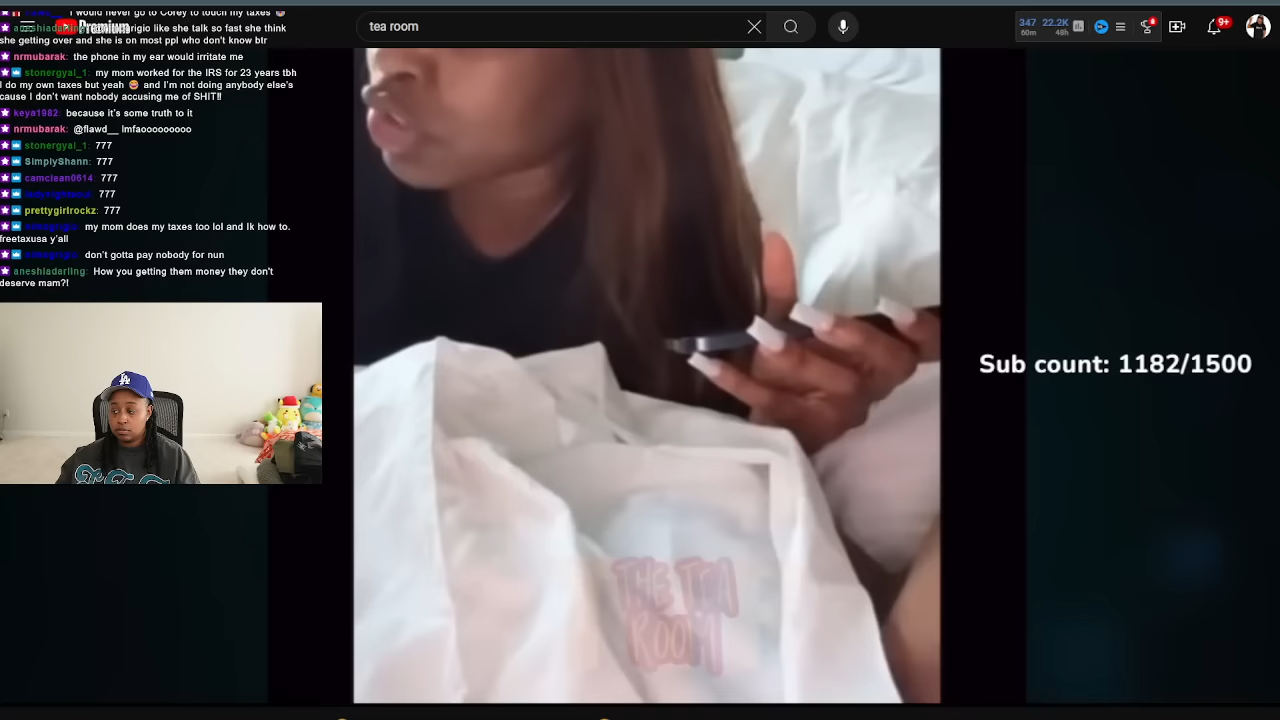 I would never go to Corey to touch my taxes
Premium
tea room
347
60m
22.2K
48h
9+
like she talk so fast she think
she getting over and she is on most ppl who don't know btr
nrmubarak: the phone in my ear would irritate me
stonergyal_1: my mom worked for the IRS for 23 years tbh
I do my own taxes but yeah 😆 and I'm not doing anybody else's
cause I don't want nobody accusing me of SHIT!!
keya1982: because it's some truth to it
nrmubarak: @flawd__ lmfaooooooooo
stonergyal_1: 777
SimplyShann: 777
camclean0614: 777
777
prettygirlrockz: 777
my mom does my taxes too lol and Ik how to.
freetaxusa y'all
don't gotta pay nobody for nun
aneshiadarling: How you getting them money they don't
deserve mam?!
Sub count: 1182/1500
LA
THE TEA
ROOM